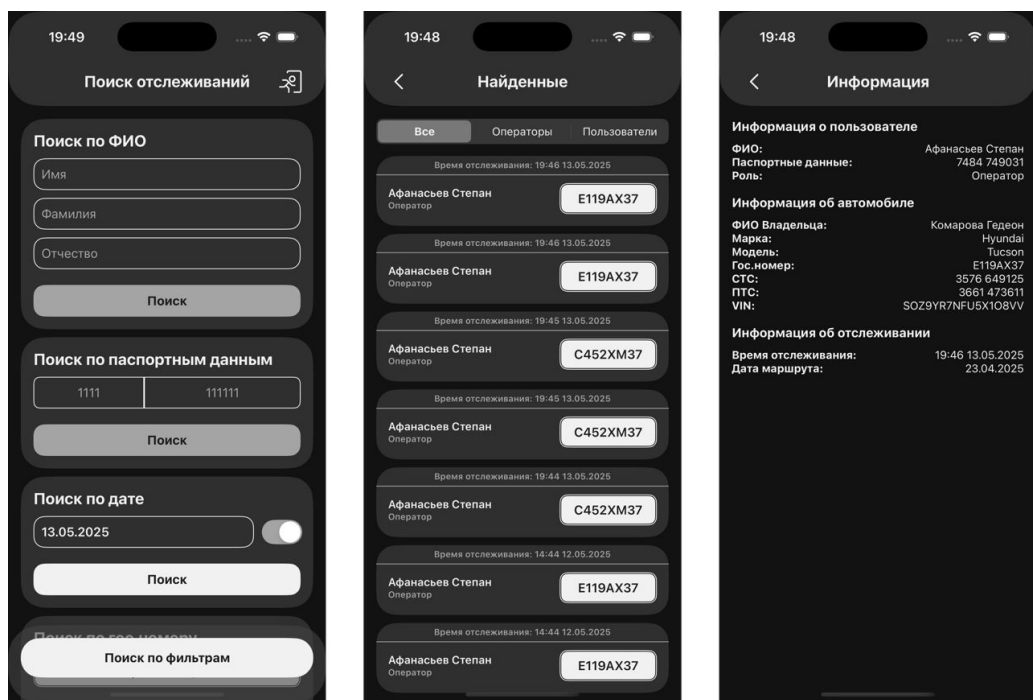 19:49
Поиск отслеживаний
Поиск по ФИО
Имя
Фамилия
Отчество
Поиск
Поиск по паспортным данным
1111 111111
Поиск
Поиск по дате
13.05.2025
Поиск
Поиск по гос номеру
Поиск по фильтрам
19:48
Найденные
Все Операторы Пользователи
Время отслеживания: 19:46 13.05.2025
Афанасьев Степан
Оператор
E119AX37
Время отслеживания: 19:46 13.05.2025
Афанасьев Степан
Оператор
E119AX37
Время отслеживания: 19:45 13.05.2025
Афанасьев Степан
Оператор
C452XM37
Время отслеживания: 19:45 13.05.2025
Афанасьев Степан
Оператор
C452XM37
Время отслеживания: 19:44 13.05.2025
Афанасьев Степан
Оператор
C452XM37
Время отслеживания: 14:44 12.05.2025
Афанасьев Степан
Оператор
E119AX37
Время отслеживания: 14:44 12.05.2025
Афанасьев Степан
Оператор
E119AX37
19:48
Информация
Информация о пользователе
ФИО: Афанасьев Степан
Паспортные данные: 7484 749031
Роль: Оператор
Информация об автомобиле
ФИО Владельца: Комарова Гедеон
Марка: Hyundai
Модель: Tucson
Гос.номер: E119AX37
СТС: 3576 649125
ПТС: 3661 473611
VIN: SOZ9YR7NFU5X1O8VV
Информация об отслеживании
Время отслеживания: 19:46 13.05.2025
Дата маршрута: 23.04.2025